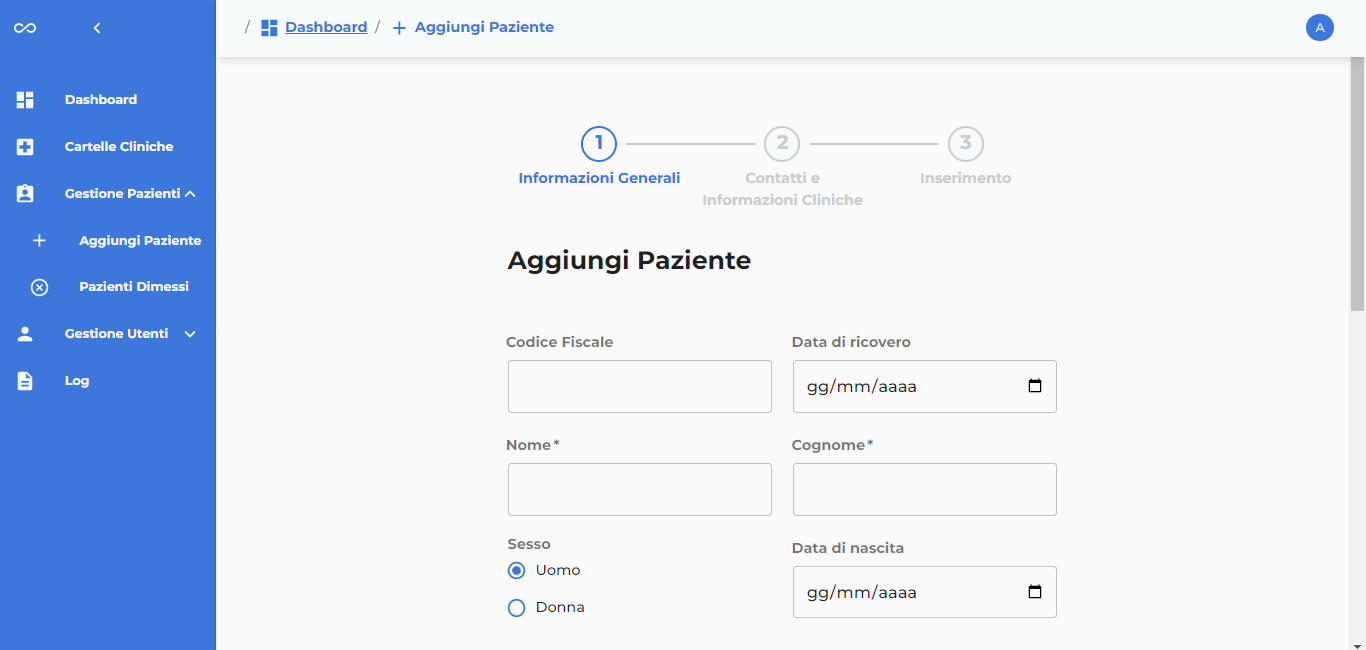 / Dashboard / + Aggiungi Paziente
A
Dashboard
Cartelle Cliniche
Gestione Pazienti
Aggiungi Paziente
Pazienti Dimessi
Gestione Utenti
Log
1
Informazioni Generali
2
Contatti e
Informazioni Cliniche
3
Inserimento
Aggiungi Paziente
Codice Fiscale
Data di ricovero
gg/mm/aaaa
Nome*
Cognome*
Sesso
Uomo
Donna
Data di nascita
gg/mm/aaaa